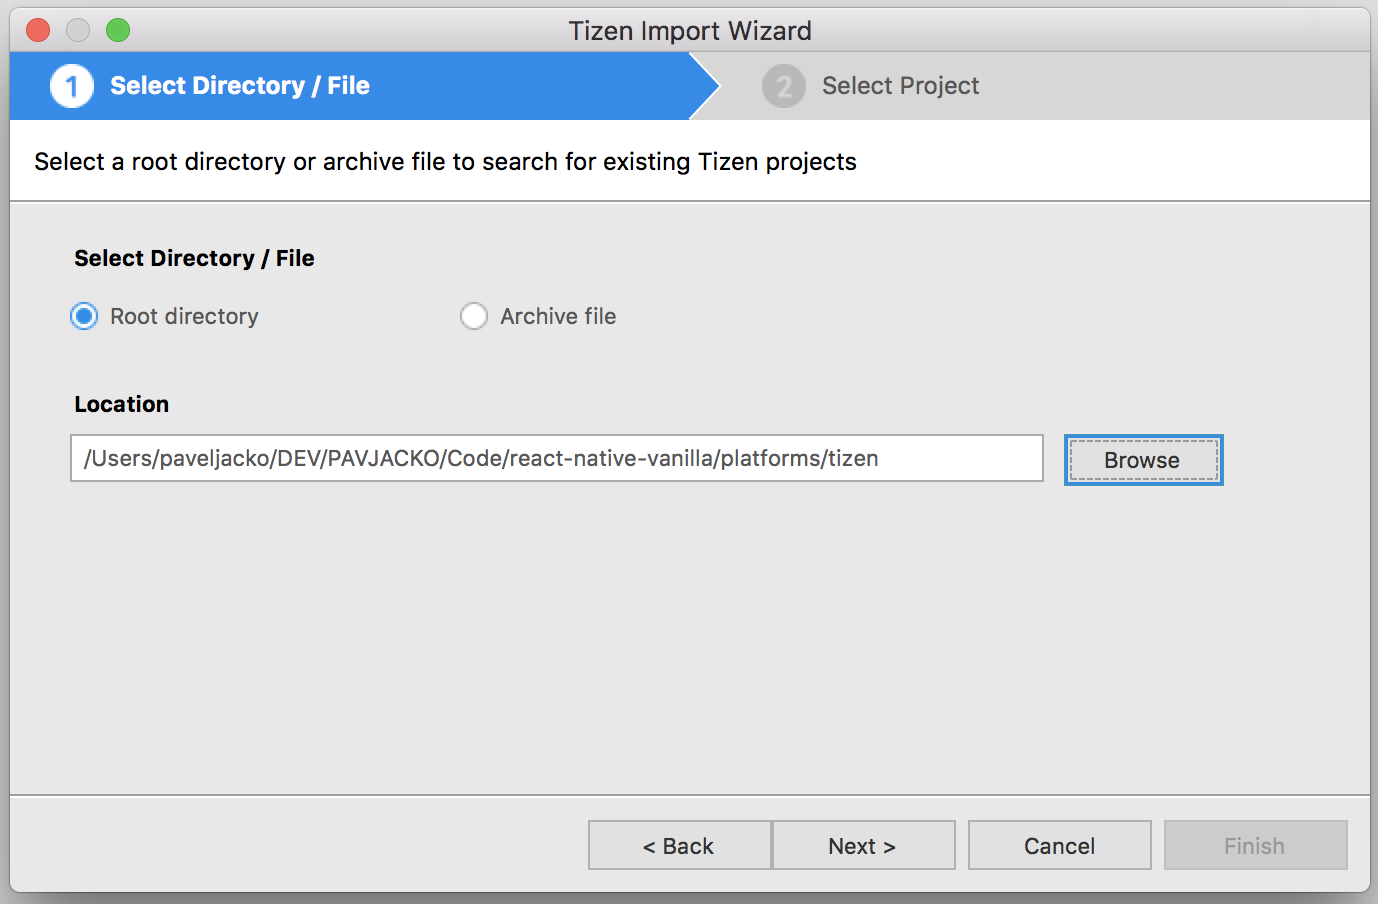 Tizen Import Wizard
1 Select Directory / File
2 Select Project
Select a root directory or archive file to search for existing Tizen projects
Select Directory / File
Root directory
Archive file
Location
/Users/paveljacko/DEV/PAVJACKO/Code/react-native-vanilla/platforms/tizen
Browse
< Back
Next >
Cancel
Finish